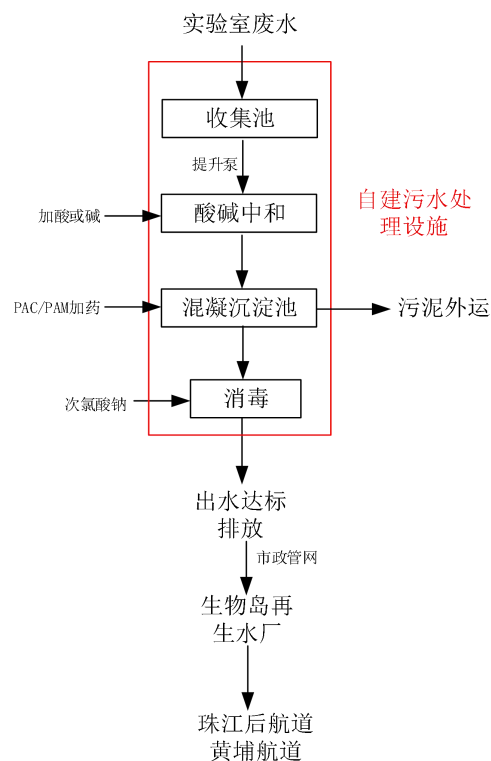 实验室废水
收集池
提升泵
自建污水处
理设施
加酸或碱
酸碱中和
PAC/PAM加药
混凝沉淀池
污泥外运
次氯酸钠
消毒
出水达标
排放
市政管网
生物岛再
生水厂
珠江后航道
黄埔航道